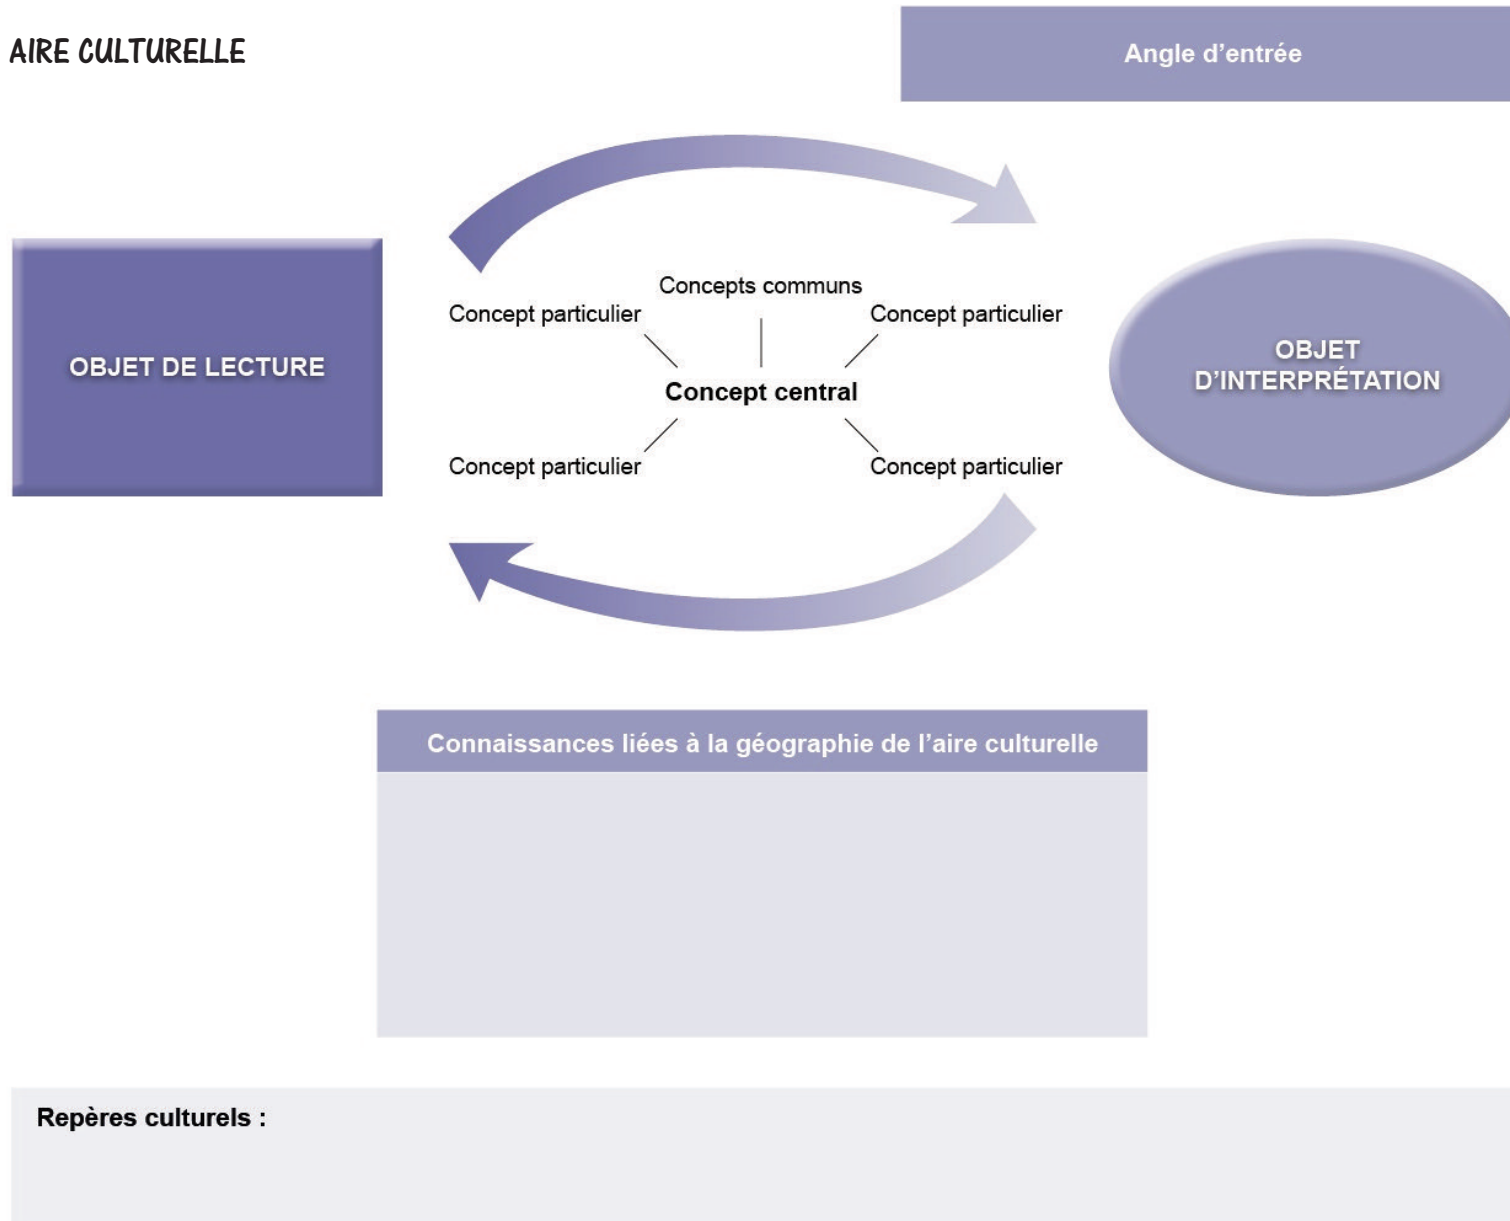 AIRE CULTURELLE
Angle d’entrée
Concepts communs
Concept particulier
Concept particulier
OBJET DE LECTURE
OBJET
D’INTERPRÉTATION
Concept central
Concept particulier
Concept particulier
Connaissances liées à la géographie de l’aire culturelle
Repères culturels :